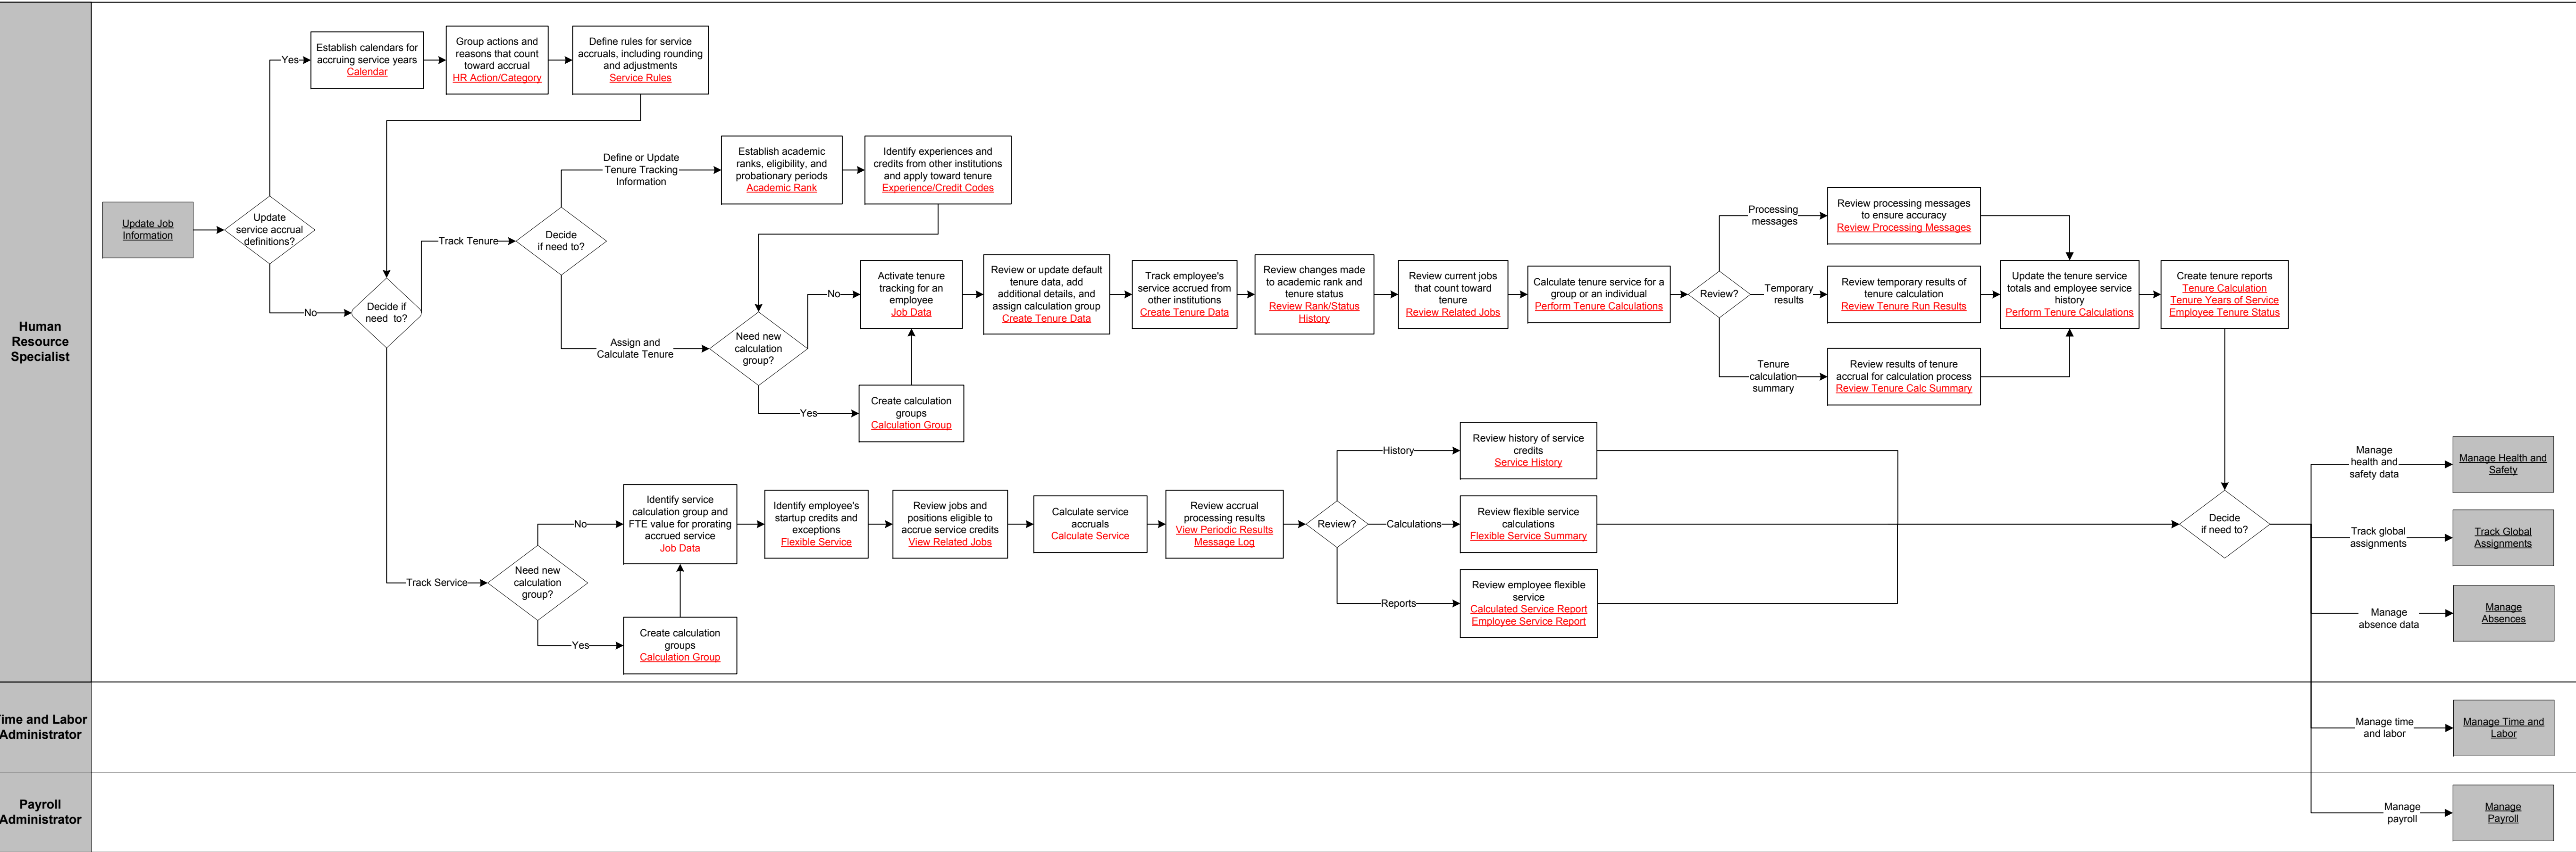 Human
Resource
Specialist
Update Job
Information
Update
service accrual
definitions?
Yes
Establish calendars for
accruing service years
Calendar
Group actions and
reasons that count
toward accrual
HR Action/Category
Define rules for service
accruals, including rounding
and adjustments
Service Rules
No
Decide if
need  to?
Track Tenure
Decide
if need to?
Define or Update
Tenure Tracking
Information
Establish academic
ranks, eligibility, and
probationary periods
Academic Rank
Identify experiences and
credits from other institutions
and apply toward tenure
Experience/Credit Codes
Assign and
Calculate Tenure
Need new
calculation
group?
No
Activate tenure
tracking for an
employee
Job Data
Yes
Create calculation
groups
Calculation Group
Review or update default
tenure data, add
additional details, and
assign calculation group
Create Tenure Data
Track employee's
service accrued from
other institutions
Create Tenure Data
Review changes made
to academic rank and
tenure status
Review Rank/Status
History
Review current jobs
that count toward
tenure
Review Related Jobs
Calculate tenure service for a
group or an individual
Perform Tenure Calculations
Review?
Processing
messages
Review processing messages
to ensure accuracy
Review Processing Messages
Temporary
results
Review temporary results of
tenure calculation
Review Tenure Run Results
Tenure
calculation
summary
Review results of tenure
accrual for calculation process
Review Tenure Calc Summary
Update the tenure service
totals and employee service
history
Perform Tenure Calculations
Create tenure reports
Tenure Calculation
Tenure Years of Service
Employee Tenure Status
Track Service
Need new
calculation
group?
No
Identify service
calculation group and
FTE value for prorating
accrued service
Job Data
Yes
Create calculation
groups
Calculation Group
Identify employee's
startup credits and
exceptions
Flexible Service
Review jobs and
positions eligible to
accrue service credits
View Related Jobs
Calculate service
accruals
Calculate Service
Review accrual
processing results
View Periodic Results
Message Log
Review?
History
Review history of service
credits
Service History
Calculations
Review flexible service
calculations
Flexible Service Summary
Reports
Review employee flexible
service
Calculated Service Report
Employee Service Report
Decide
if need to?
Manage
health and
safety data
Manage Health and
Safety
Track global
assignments
Track Global
Assignments
Manage
absence data
Manage
Absences
Time and Labor
Administrator
Manage time
and labor
Manage Time and
Labor
Payroll
Administrator
Manage
payroll
Manage
Payroll